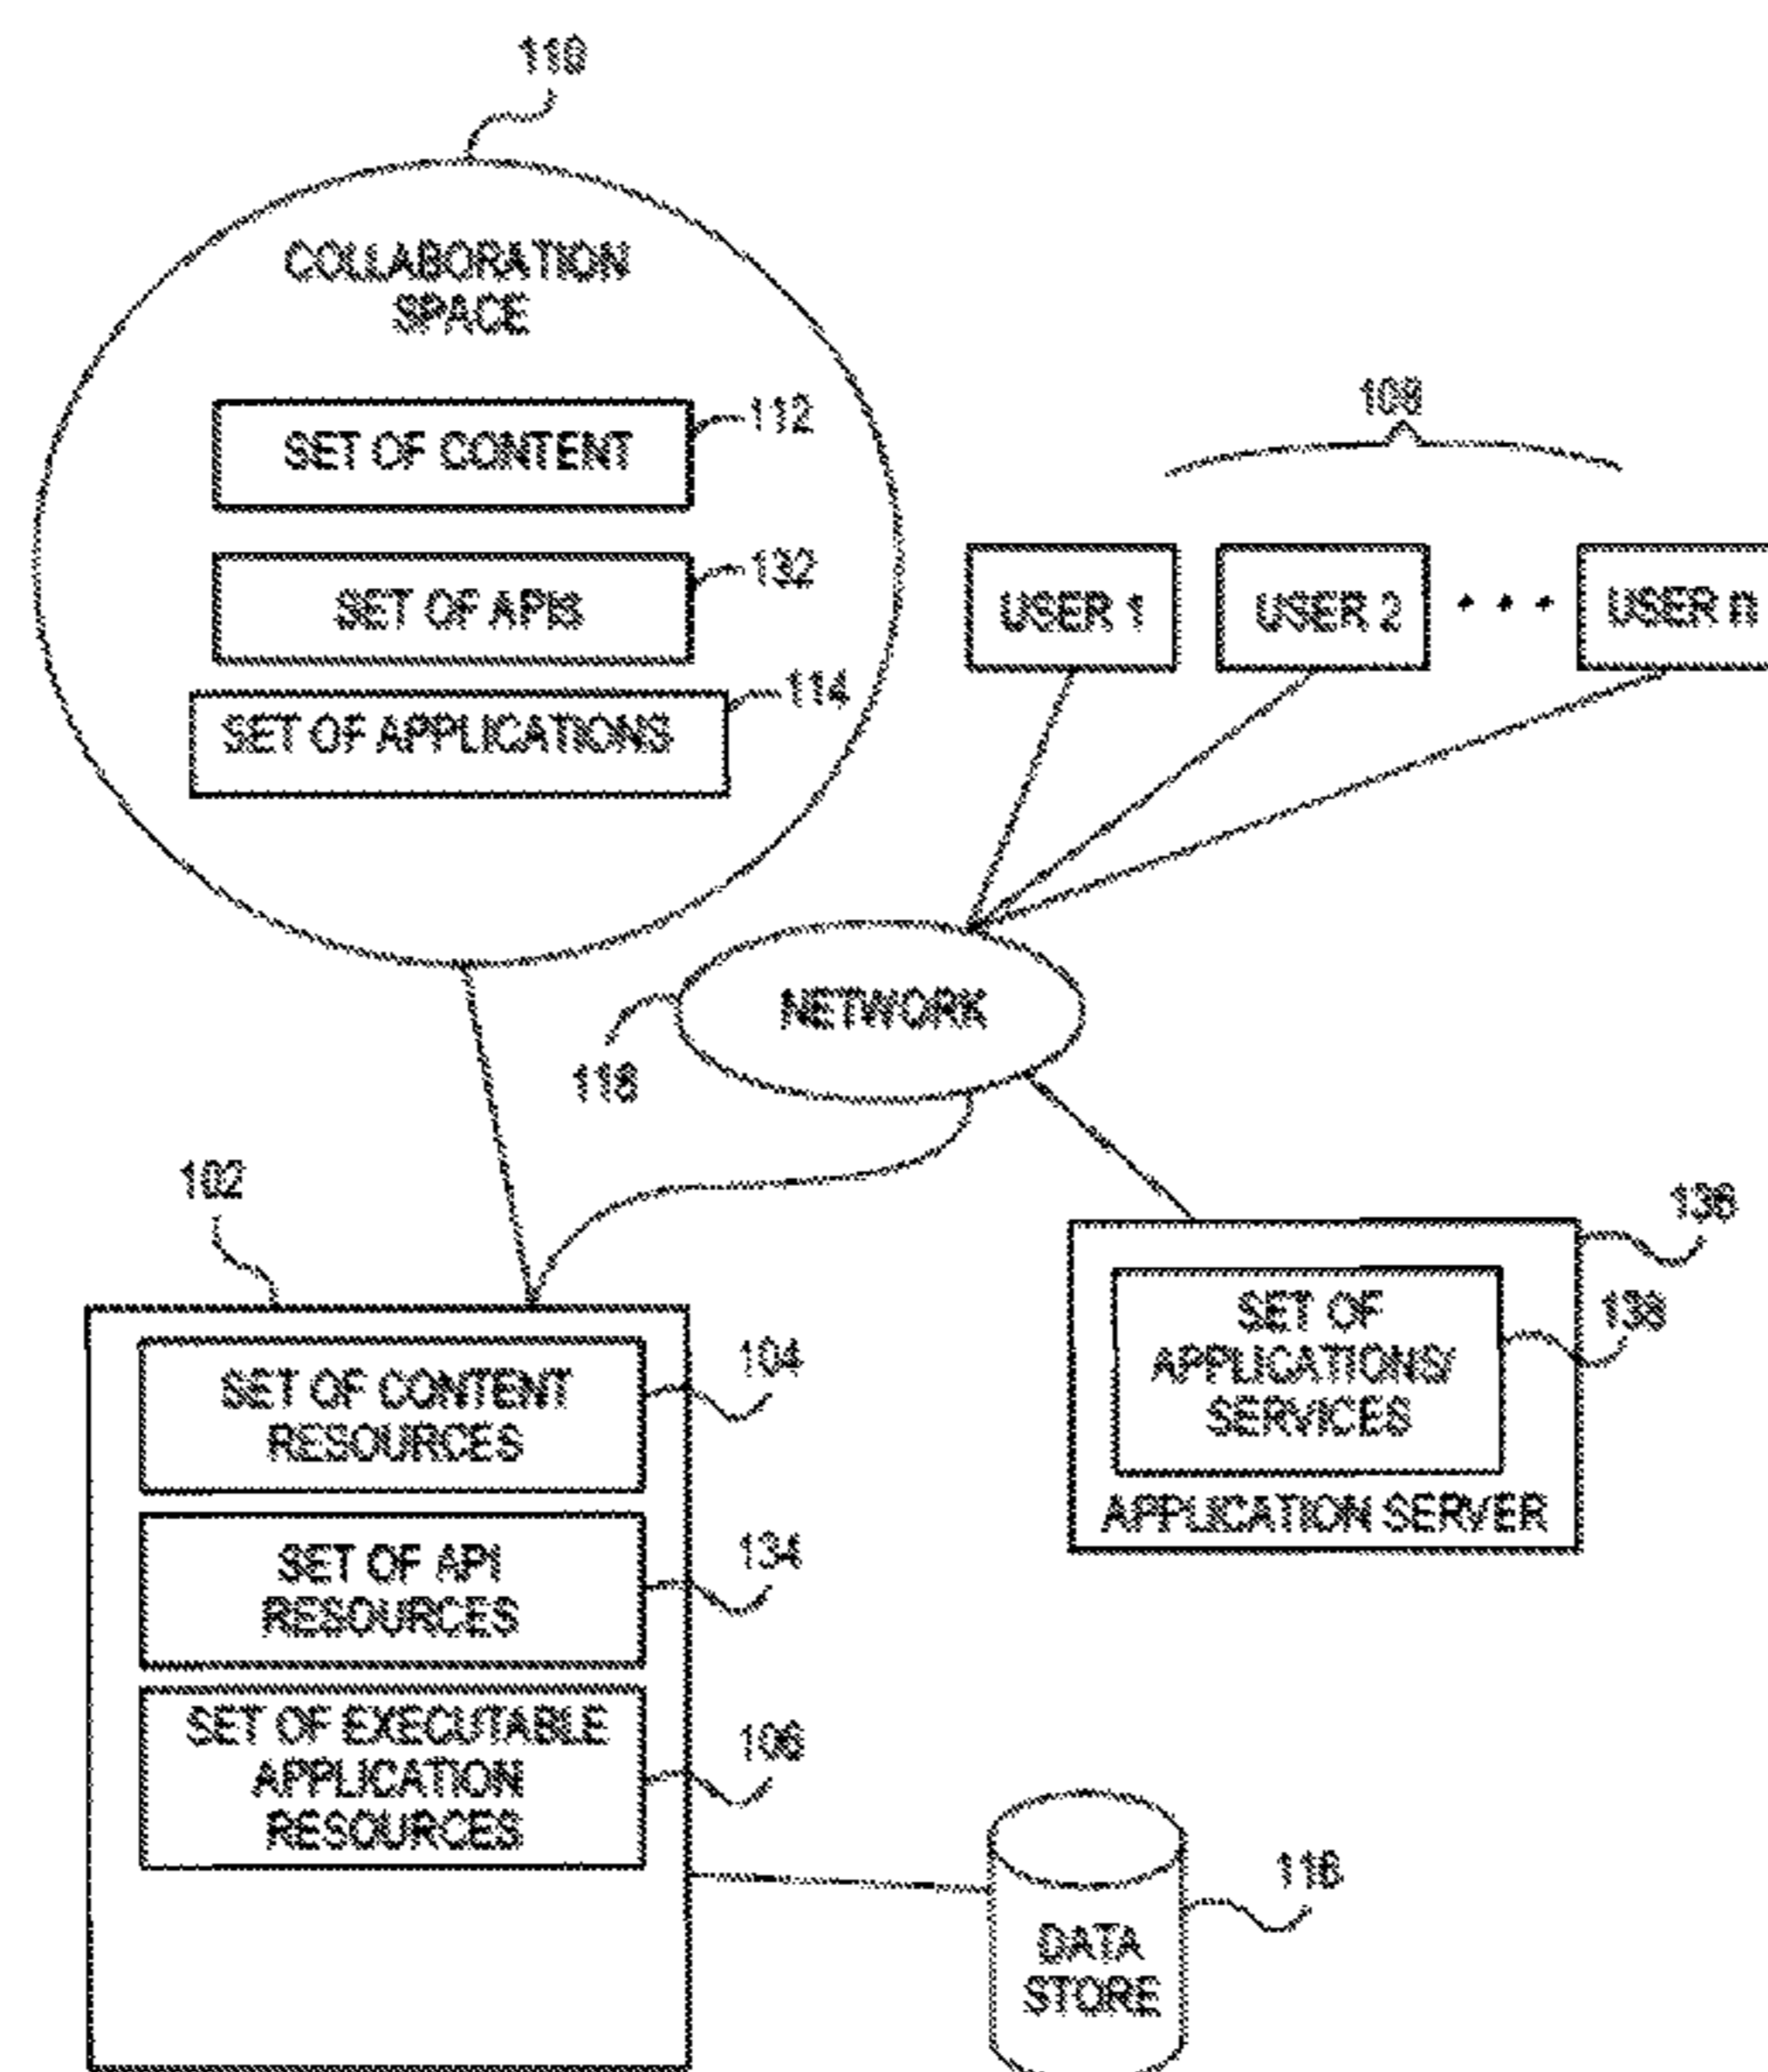 110
COLLABORATION
SPACE
SET OF CONTENT
112
SET OF APIS
132
SET OF APPLICATIONS
114
108
USER 1
USER 2
• • •
USER n
NETWORK
118
102
SET OF CONTENT
RESOURCES
104
SET OF API
RESOURCES
134
SET OF EXECUTABLE
APPLICATION
RESOURCES
106
136
SET OF
APPLICATIONS/
SERVICES
138
APPLICATION SERVER
DATA
STORE
116